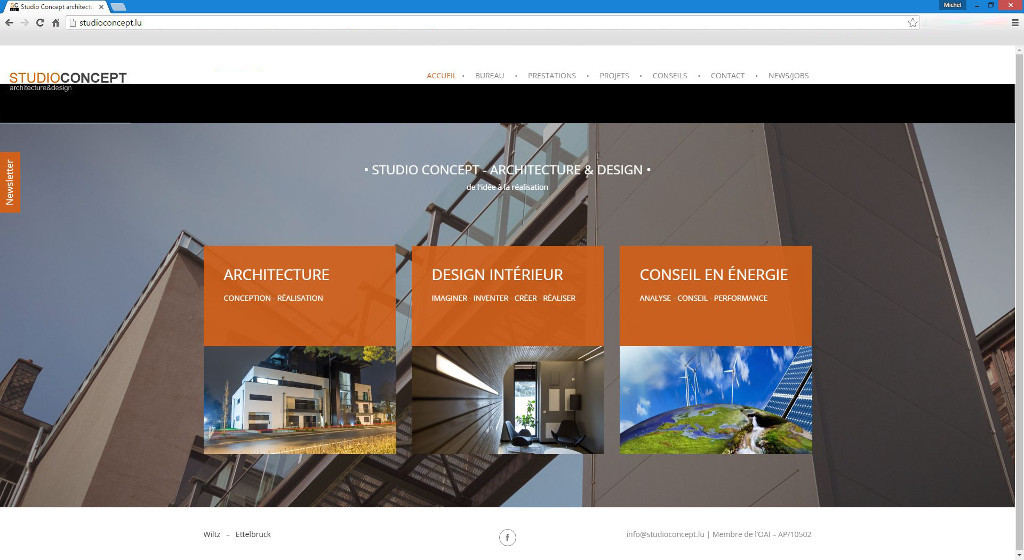 Studio Concept architect
Michel
studioconcept.lu
STUDIOCONCEPT
architecture&design
ACCUEIL • BUREAU • PRESTATIONS • PROJETS • CONSEILS • CONTACT • NEWS/JOBS
Newsletter
• STUDIO CONCEPT - ARCHITECTURE & DESIGN •
de l'idée à la réalisation
ARCHITECTURE
CONCEPTION · RÉALISATION
DESIGN INTÉRIEUR
IMAGINER · INVENTER · CRÉER · RÉALISER
CONSEIL EN ÉNERGIE
ANALYSE · CONSEIL · PERFORMANCE
Wiltz – Ettelbruck
f
info@studioconcept.lu | Membre de l'OAI – AP/10502